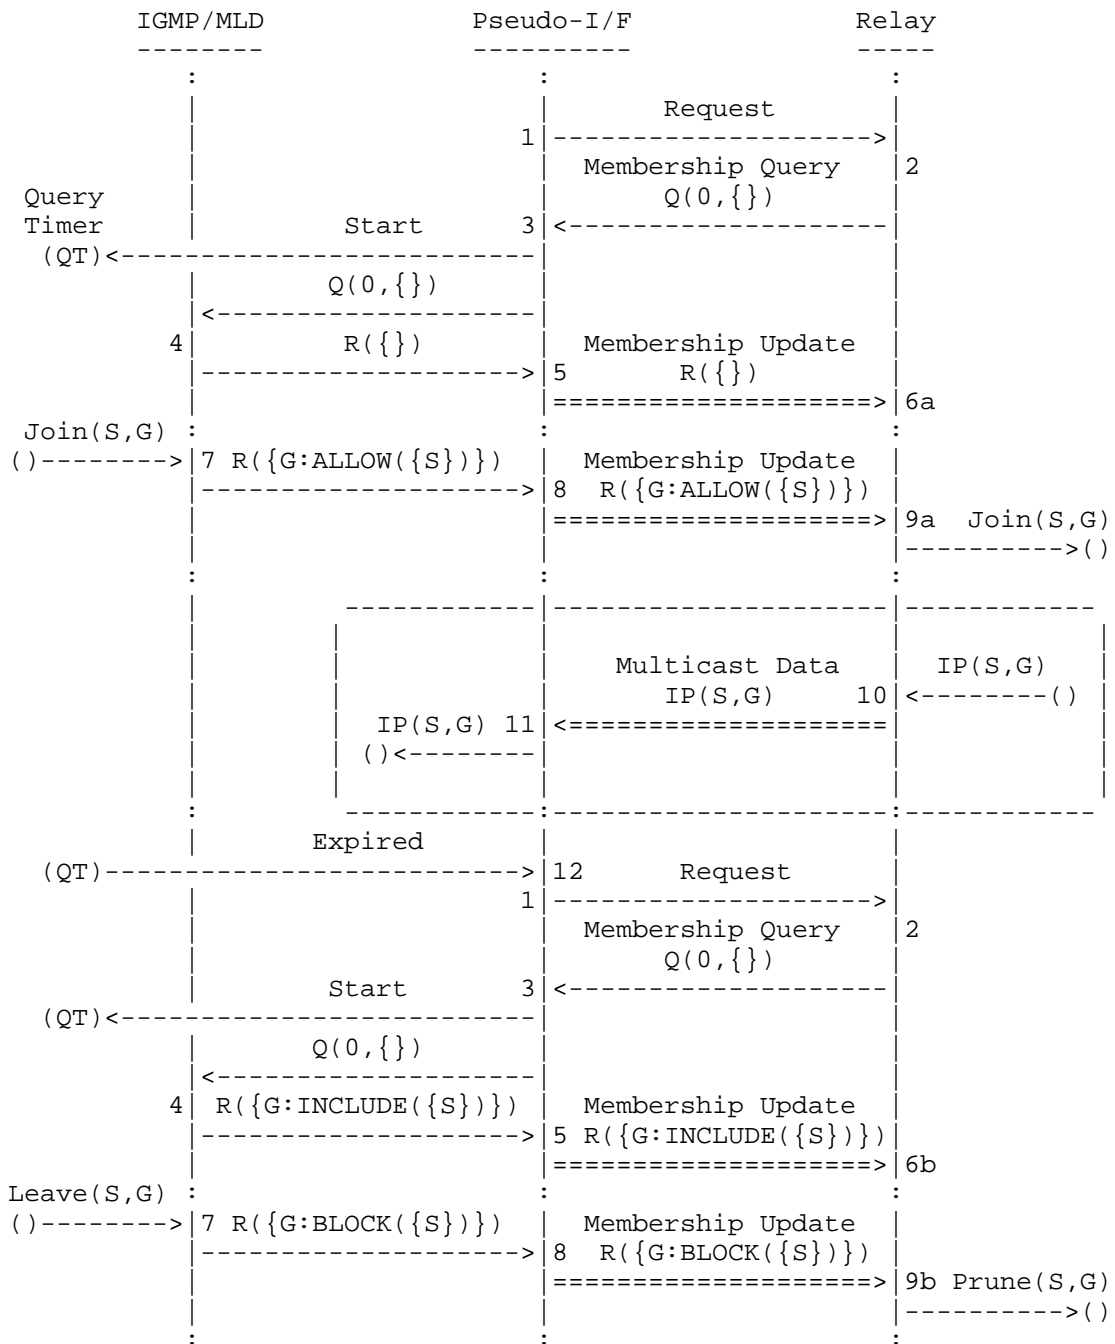 IGMP/MLD Pseudo-I/F Relay
-------- ---------- -----
: : :
Request
1 -------------------->
Membership Query 2
Query Q(0,{})
Timer Start 3 <--------------------
(QT)<--------------------------
Q(0,{})
<---------------------
4 R({}) Membership Update
--------------------> 5 R({})
====================> 6a
Join(S,G) : : :
()--------> 7 R({G:ALLOW({S})}) Membership Update
--------------------> 8 R({G:ALLOW({S})})
====================> 9a Join(S,G)
---------->()
: : :
------------ --------------------- ------------
Multicast Data IP(S,G)
IP(S,G) 10 <--------()
IP(S,G) 11 <====================
()<--------
: ------------:---------------------:------------
Expired
(QT)--------------------------> 12 Request
1 -------------------->
Membership Query 2
Q(0,{})
Start 3 <--------------------
(QT)<--------------------------
Q(0,{})
<---------------------
4 R({G:INCLUDE({S})}) Membership Update
--------------------> 5 R({G:INCLUDE({S})})
====================> 6b
Leave(S,G) : : :
()--------> 7 R({G:BLOCK({S})}) Membership Update
--------------------> 8 R({G:BLOCK({S})})
====================> 9b Prune(S,G)
---------->()
: : :